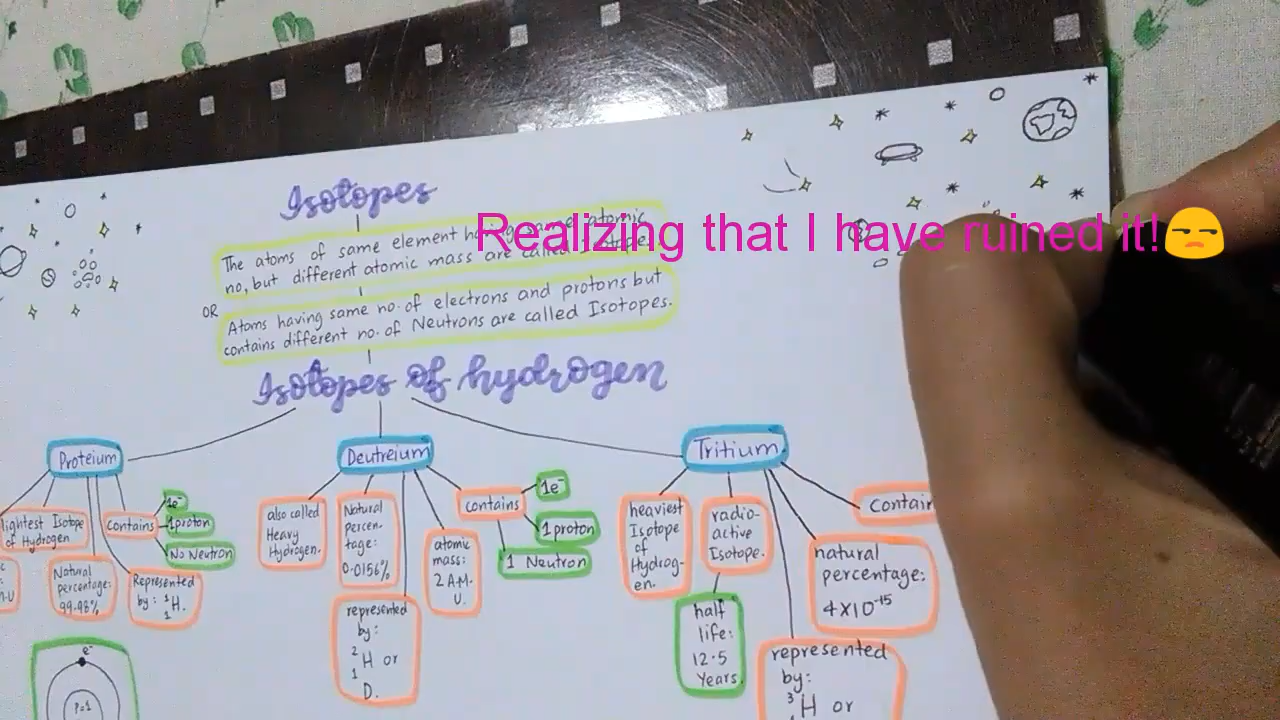 Isotopes
The atoms of same element same atomic
no, but different atomic mass are called Isotopes.
Realizing that I have ruined it!😒
OR
Atoms having same no. of electrons and protons but
contains different no. of Neutrons are called Isotopes.
Isotopes of hydrogen
Proteium
lightest Isotope
of Hydrogen
Natural
percentage:
99.98%
Represented
by: ¹₁H.
contains
1e⁻
1proton
No Neutron
e⁻
P=1
Deutreium
also called
Heavy
Hydrogen.
Natural
percen-
tage:
0.0156%
represented
by:
²₁H or
D.
atomic
mass:
2 A.M.
U.
contains
1e⁻
1proton
1 Neutron
Tritium
heaviest
Isotope
of
Hydrog-
en.
radio-
active
Isotope.
half
life:
12.5
Years.
represented
by:
³H or
natural
percentage:
4X10⁻¹⁵
Contain